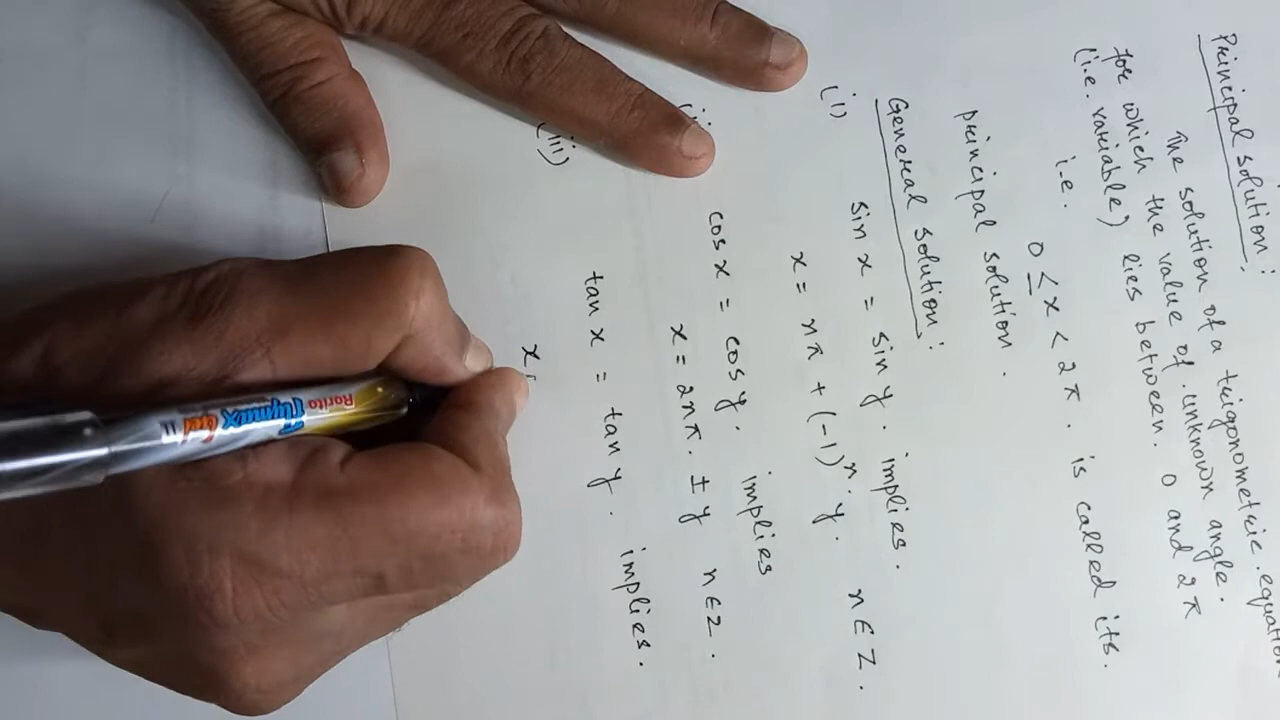 Principal solution:
The solution of a trigonometric equation
for which the value of unknown angle.
(i.e. variable) lies between. 0 and 2π
i.e. 0 ≤ x < 2π. is called its.
principal solution.
General solution:
(i) sin x = sin y. implies.
x = nπ + (-1)ⁿ. y. n ∈ Z.
cos x = cos y. implies
x = 2nπ. ± y n ∈ Z.
(iii) tan x = tan y. implies.
x
Rorito Flymax Gel